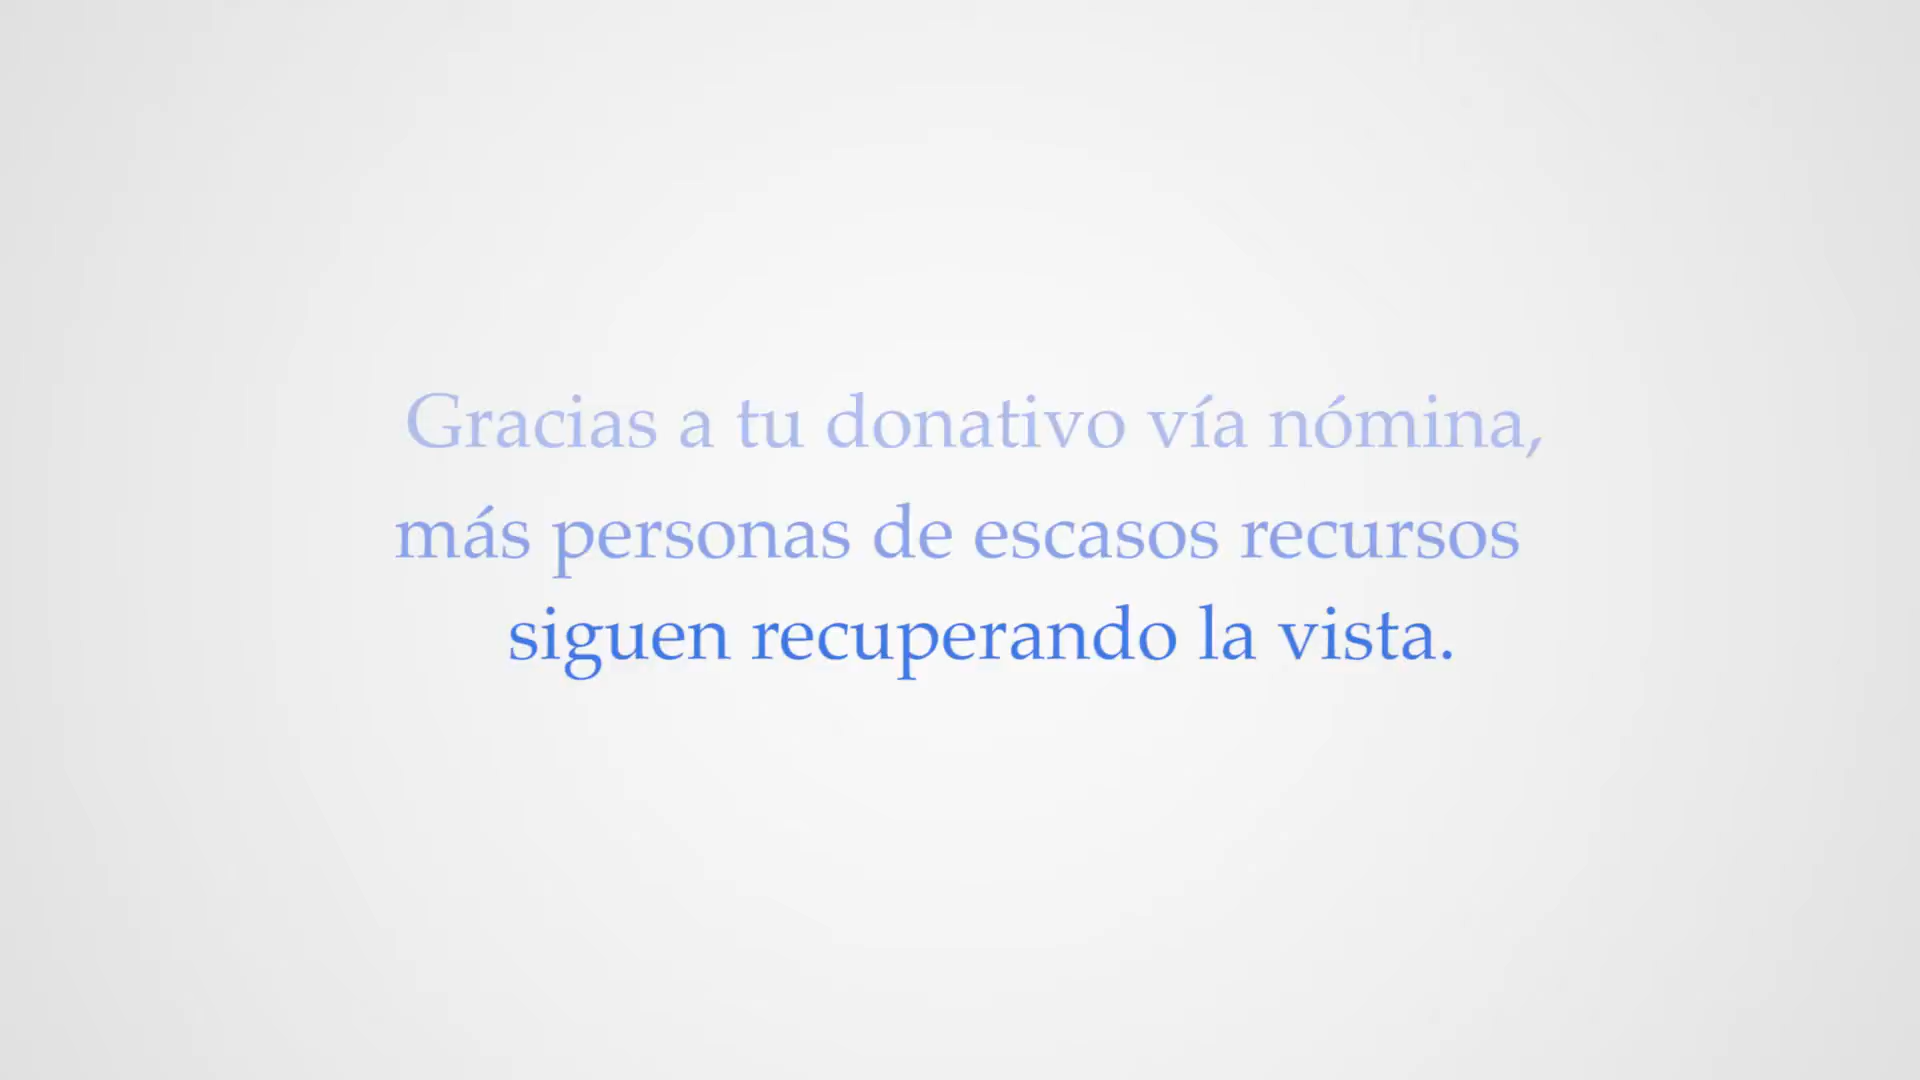 Gracias a tu donativo vía nómina,
más personas de escasos recursos
siguen recuperando la vista.